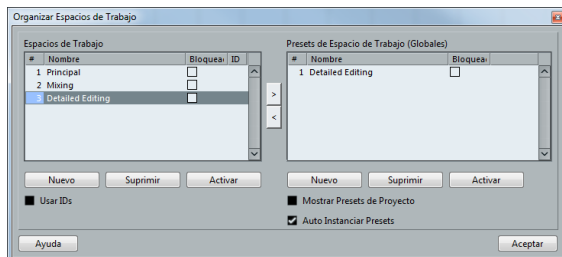 Organizar Espacios de Trabajo
Espacios de Trabajo
# Nombre Bloquea ID
1 Principal
2 Mixing
3 Detailed Editing
Nuevo Suprimir Activar
Usar IDs
>
<
Presets de Espacio de Trabajo (Globales)
# Nombre Bloquea
1 Detailed Editing
Nuevo Suprimir Activar
Mostrar Presets de Proyecto
Auto Instanciar Presets
Ayuda Aceptar